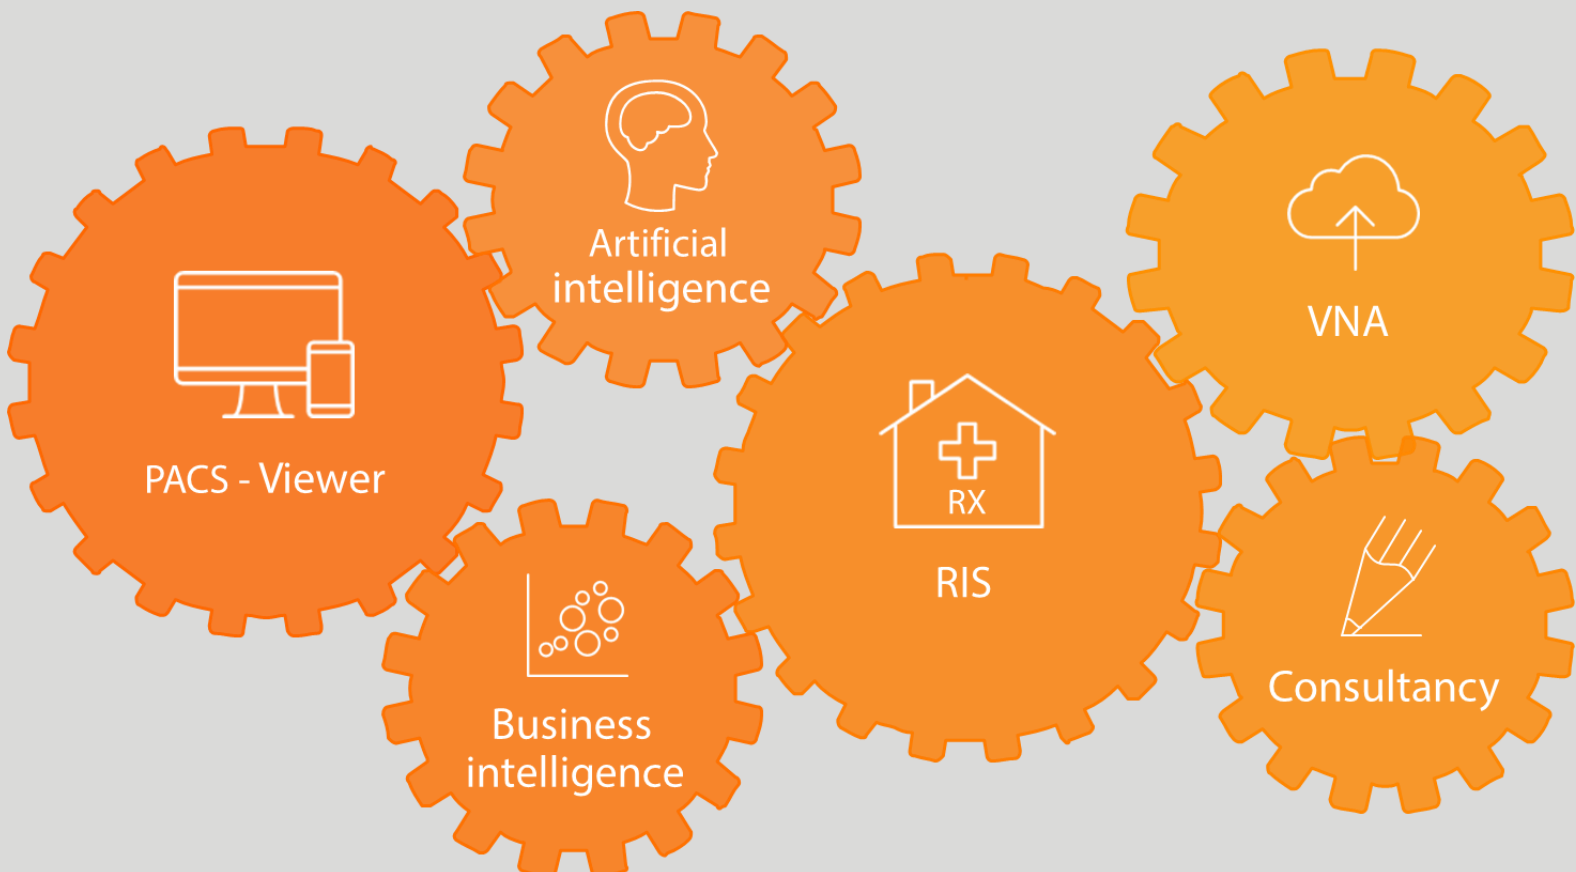 PACS - Viewer
Artificial
intelligence
Business
intelligence
RX
RIS
VNA
Consultancy